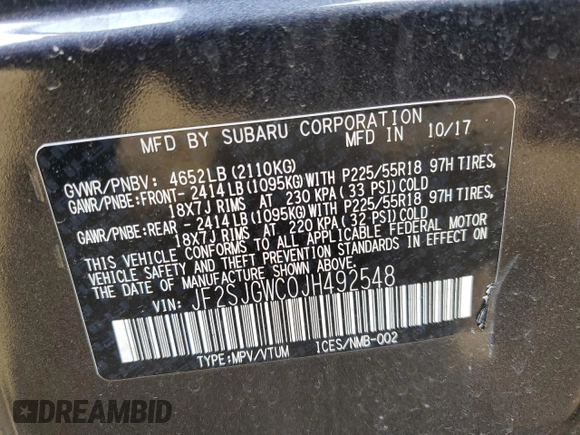 MFD BY SUBARU CORPORATION
MFD IN 10/17
GVWR/PNBV: 4652LB(2110KG)
GAWR/PNBE:FRONT-2414LB(1095KG)WITH P225/55R18 97H TIRES,
18X7J RIMS AT 230 KPA( 33 PSI)COLD
GAWR/PNBE:REAR -2414LB(1095KG)WITH P225/55R18 97H TIRES,
18X7J RIMS AT 220 KPA( 32 PSI)COLD
THIS VEHICLE CONFORMS TO ALL APPLICABLE FEDERAL MOTOR
VEHICLE SAFETY AND THEFT PREVENTION STANDARDS IN EFFECT
ON THE DATE OF MANUFACTURE SHOWN ABOVE.
VIN: JF2SJGWC0JH492548
TYPE:MPV/VTUM ICES/NMB-002
DREAMBID